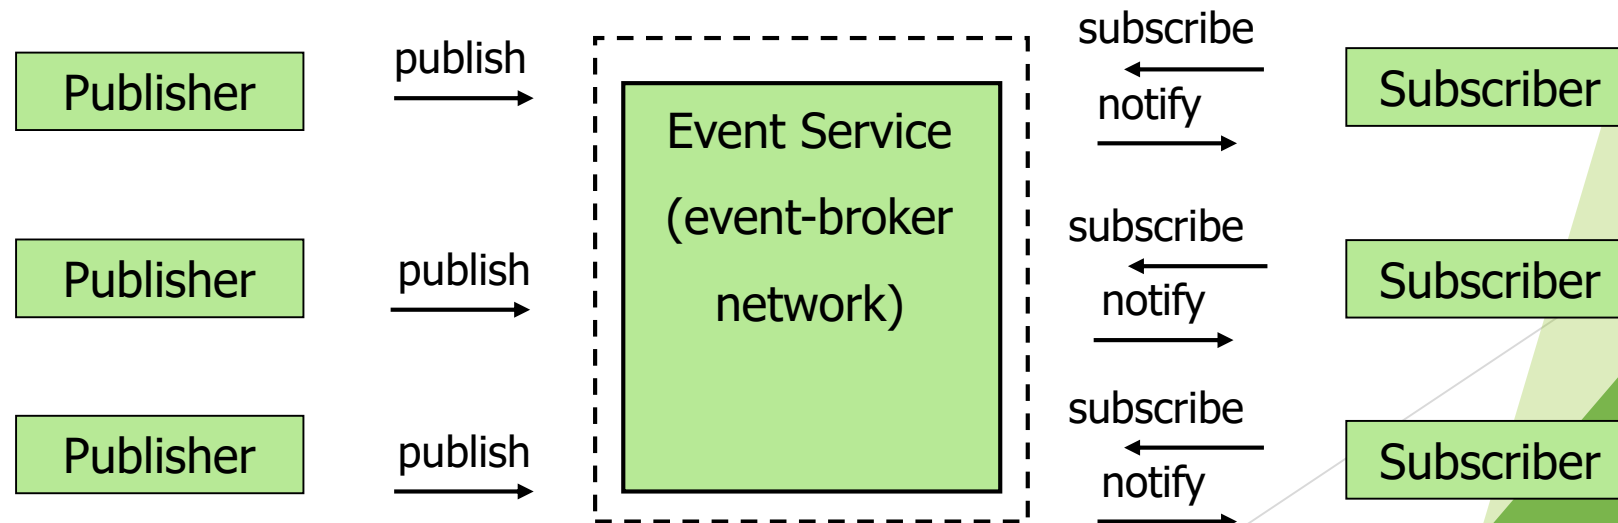 subscribe
Publisher
publish
Event Service
(event-broker
network)
notify
Subscriber
Publisher
publish
subscribe
notify
Subscriber
Publisher
publish
subscribe
notify
Subscriber